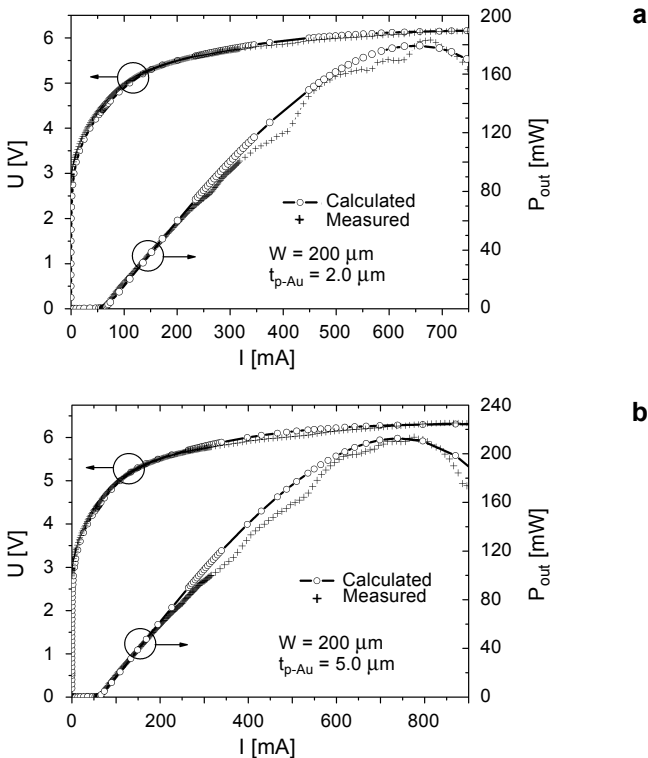 a
6
5
4
3
2
1
0
U [V]
200
160
120
80
40
0
P_out [mW]
Calculated
Measured
W = 200 μm
t_p-Au = 2.0 μm
0 100 200 300 400 500 600 700
I [mA]
b
6
5
4
3
2
1
0
U [V]
240
200
160
120
80
40
0
P_out [mW]
Calculated
Measured
W = 200 μm
t_p-Au = 5.0 μm
0 200 400 600 800
I [mA]